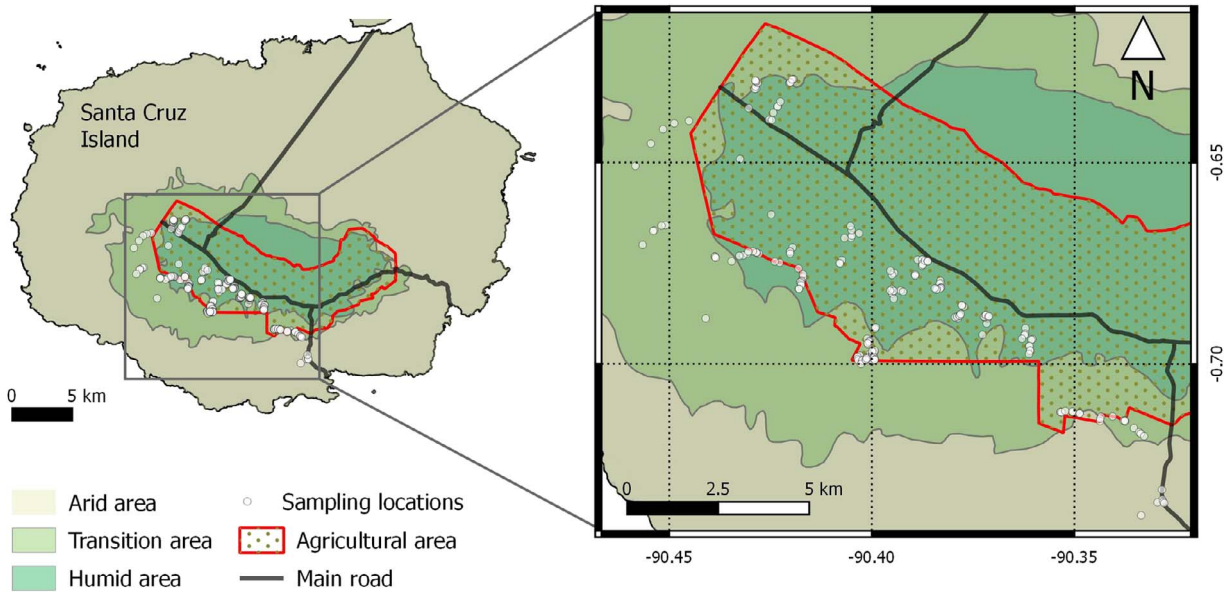 Santa Cruz
Island
0 5 km
Arid area
Transition area
Humid area
Sampling locations
Agricultural area
Main road
N
-0.65
-0.70
0 2.5 5 km
-90.45 -90.40 -90.35